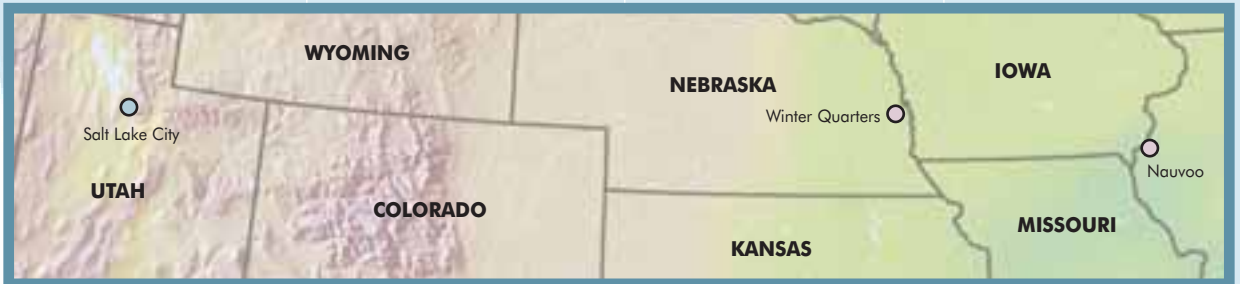 WYOMING
IOWA
NEBRASKA
Winter Quarters
Salt Lake City
Nauvoo
UTAH
COLORADO
MISSOURI
KANSAS